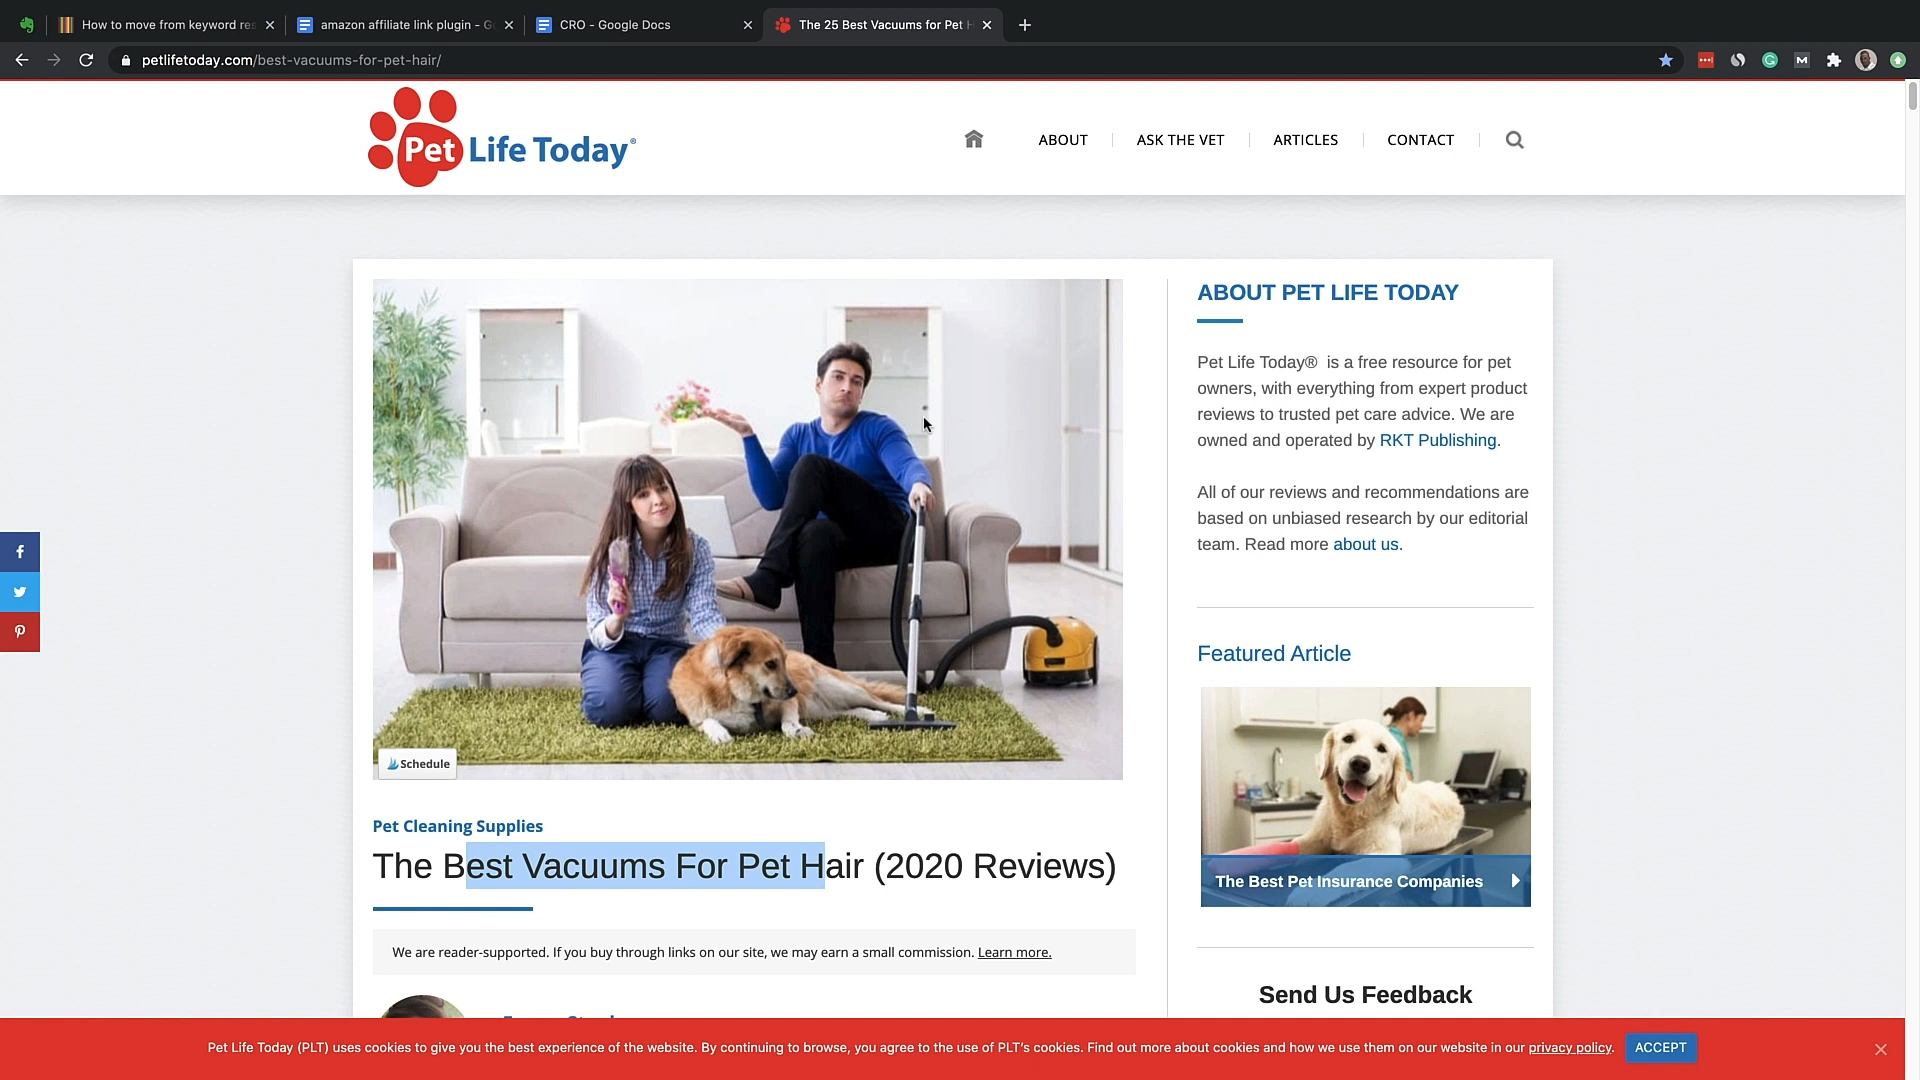 How to move from keyword res
amazon affiliate link plugin - G
CRO - Google Docs
The 25 Best Vacuums for Pet H
petlifetoday.com/best-vacuums-for-pet-hair/
Pet Life Today®
ABOUT
ASK THE VET
ARTICLES
CONTACT
Schedule
Pet Cleaning Supplies
The Best Vacuums For Pet Hair (2020 Reviews)
We are reader-supported. If you buy through links on our site, we may earn a small commission. Learn more.
ABOUT PET LIFE TODAY
Pet Life Today® is a free resource for pet
owners, with everything from expert product
reviews to trusted pet care advice. We are
owned and operated by RKT Publishing.
All of our reviews and recommendations are
based on unbiased research by our editorial
team. Read more about us.
Featured Article
The Best Pet Insurance Companies
Send Us Feedback
Pet Life Today (PLT) uses cookies to give you the best experience of the website. By continuing to browse, you agree to the use of PLT's cookies. Find out more about cookies and how we use them on our website in our privacy policy.
ACCEPT